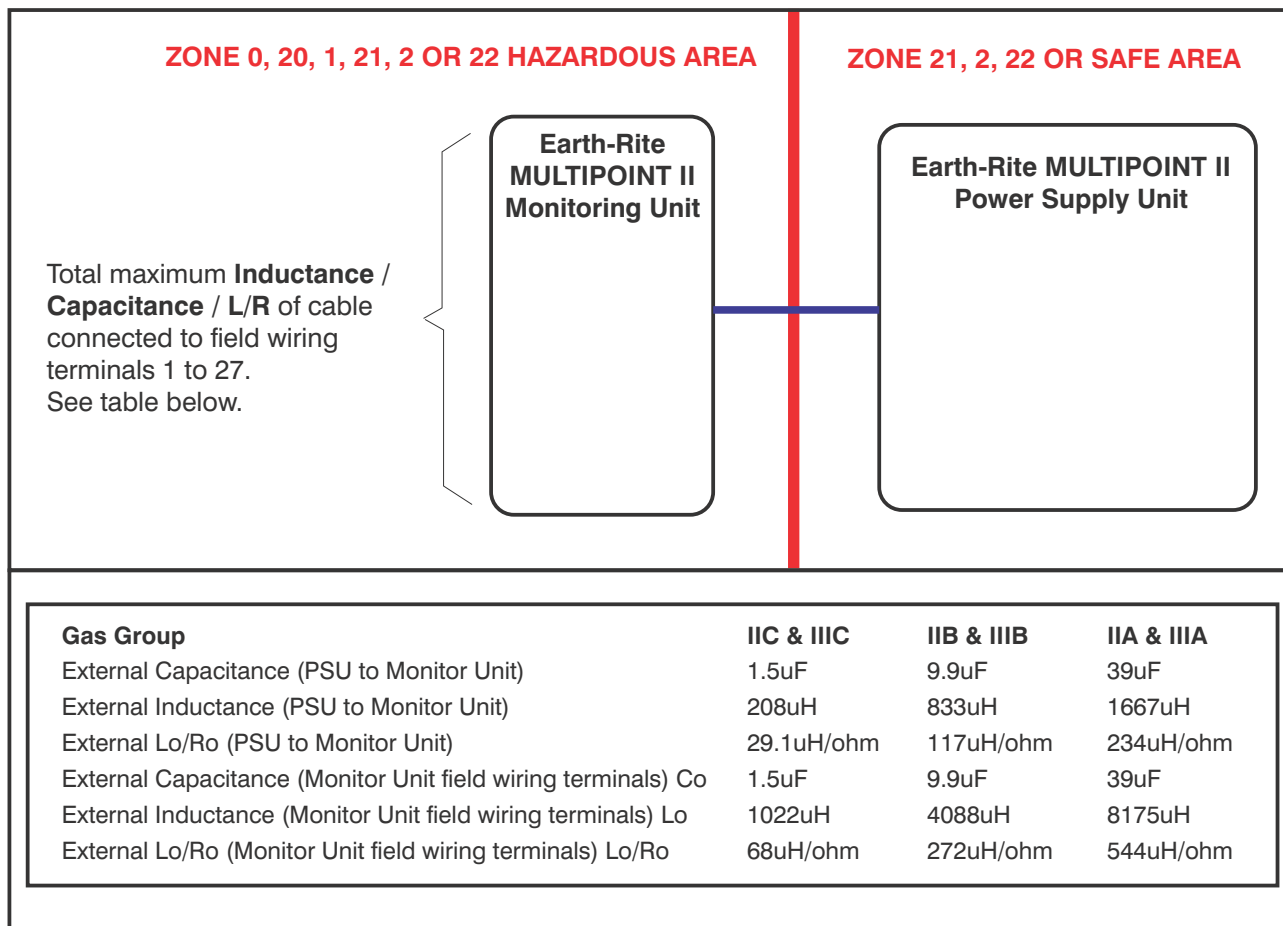 ZONE 0, 20, 1, 21, 2 OR 22 HAZARDOUS AREA
ZONE 21, 2, 22 OR SAFE AREA
Earth-Rite
MULTIPOINT II
Monitoring Unit
Earth-Rite MULTIPOINT II
Power Supply Unit
Total maximum Inductance /
Capacitance / L/R of cable
connected to field wiring
terminals 1 to 27.
See table below.
Gas Group IIC & IIIC IIB & IIIB IIA & IIIA
External Capacitance (PSU to Monitor Unit) 1.5uF 9.9uF 39uF
External Inductance (PSU to Monitor Unit) 208uH 833uH 1667uH
External Lo/Ro (PSU to Monitor Unit) 29.1uH/ohm 117uH/ohm 234uH/ohm
External Capacitance (Monitor Unit field wiring terminals) Co 1.5uF 9.9uF 39uF
External Inductance (Monitor Unit field wiring terminals) Lo 1022uH 4088uH 8175uH
External Lo/Ro (Monitor Unit field wiring terminals) Lo/Ro 68uH/ohm 272uH/ohm 544uH/ohm